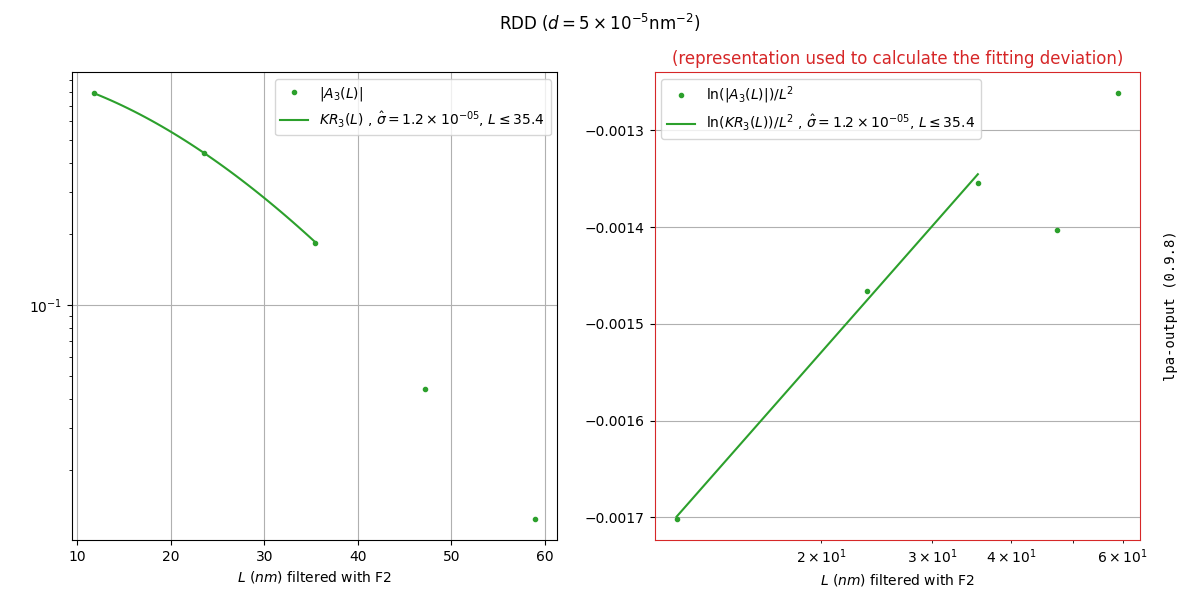 RDD (d = 5 × 10⁻⁵nm⁻²)
|A₃(L)|
KR₃(L) , σ̂ = 1.2 × 10⁻⁰⁵, L ≤ 35.4
10⁻¹
10 20 30 40 50 60
L (nm) filtered with F2
(representation used to calculate the fitting deviation)
ln(|A₃(L)|)/L²
ln(KR₃(L))/L² , σ̂ = 1.2 × 10⁻⁰⁵, L ≤ 35.4
−0.0013
−0.0014
−0.0015
−0.0016
−0.0017
2 × 10¹ 3 × 10¹ 4 × 10¹ 6 × 10¹
L (nm) filtered with F2
lpa-output (0.9.8)